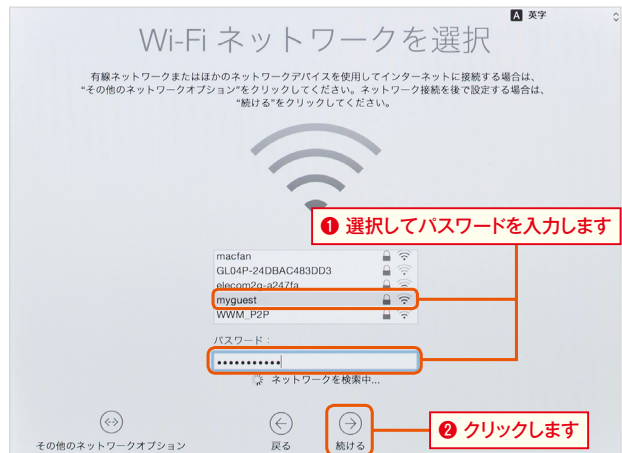 A 英字
Wi-Fi ネットワークを選択
有線ネットワークまたはほかのネットワークデバイスを使用してインターネットに接続する場合は、
“その他のネットワークオプション”をクリックしてください。ネットワーク接続を後で設定する場合は、
“続ける”をクリックしてください。
❶ 選択してパスワードを入力します
macfan
GL04P-24DBAC483DD3
elecom2g-a247fa
myguest
WWM_P2P
パスワード：
•••••••••••
ネットワークを検索中...
❷ クリックします
その他のネットワークオプション
戻る
続ける